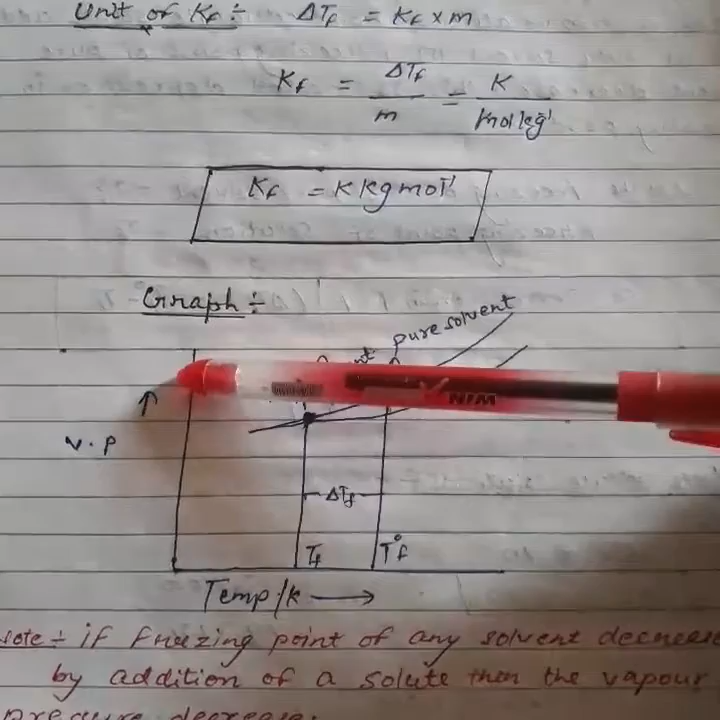 Unit of Kf ÷ ΔTf = Kf × m
Kf = ΔTf / m = K / mol kg⁻¹
Kf = K kg mol⁻¹
Graph ÷
pure solvent
V.P
ΔTf
Tf T°f
Temp/k →
Note ÷ if Freezing point of any solvent decrease
by addition of a solute then the vapour
pressure decrease.